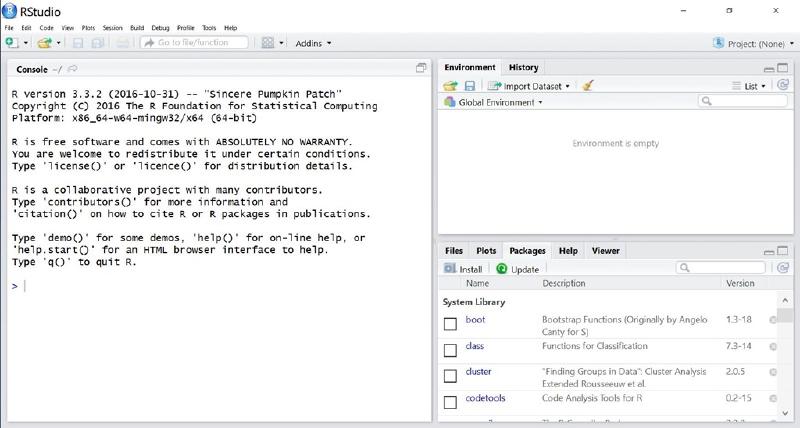 RStudio
File Edit Code View Plots Session Build Debug Profile Tools Help
Go to file/function
Addins
Project: (None)
Console ~/
R version 3.3.2 (2016-10-31) -- "Sincere Pumpkin Patch"
Copyright (C) 2016 The R Foundation for Statistical Computing
Platform: x86_64-w64-mingw32/x64 (64-bit)
R is free software and comes with ABSOLUTELY NO WARRANTY.
You are welcome to redistribute it under certain conditions.
Type 'license()' or 'licence()' for distribution details.
R is a collaborative project with many contributors.
Type 'contributors()' for more information and
'citation()' on how to cite R or R packages in publications.
Type 'demo()' for some demos, 'help()' for on-line help, or
'help.start()' for an HTML browser interface to help.
Type 'q()' to quit R.
>
Environment History
Import Dataset
List
Global Environment
Environment is empty
Files Plots Packages Help Viewer
Install Update
Name Description Version
System Library
boot Bootstrap Functions (Originally by Angelo 1.3-18
Canty for S)
class Functions for Classification 7.3-14
cluster "Finding Groups in Data": Cluster Analysis 2.0.5
Extended Rousseeuw et al.
codetools Code Analysis Tools for R 0.2-15